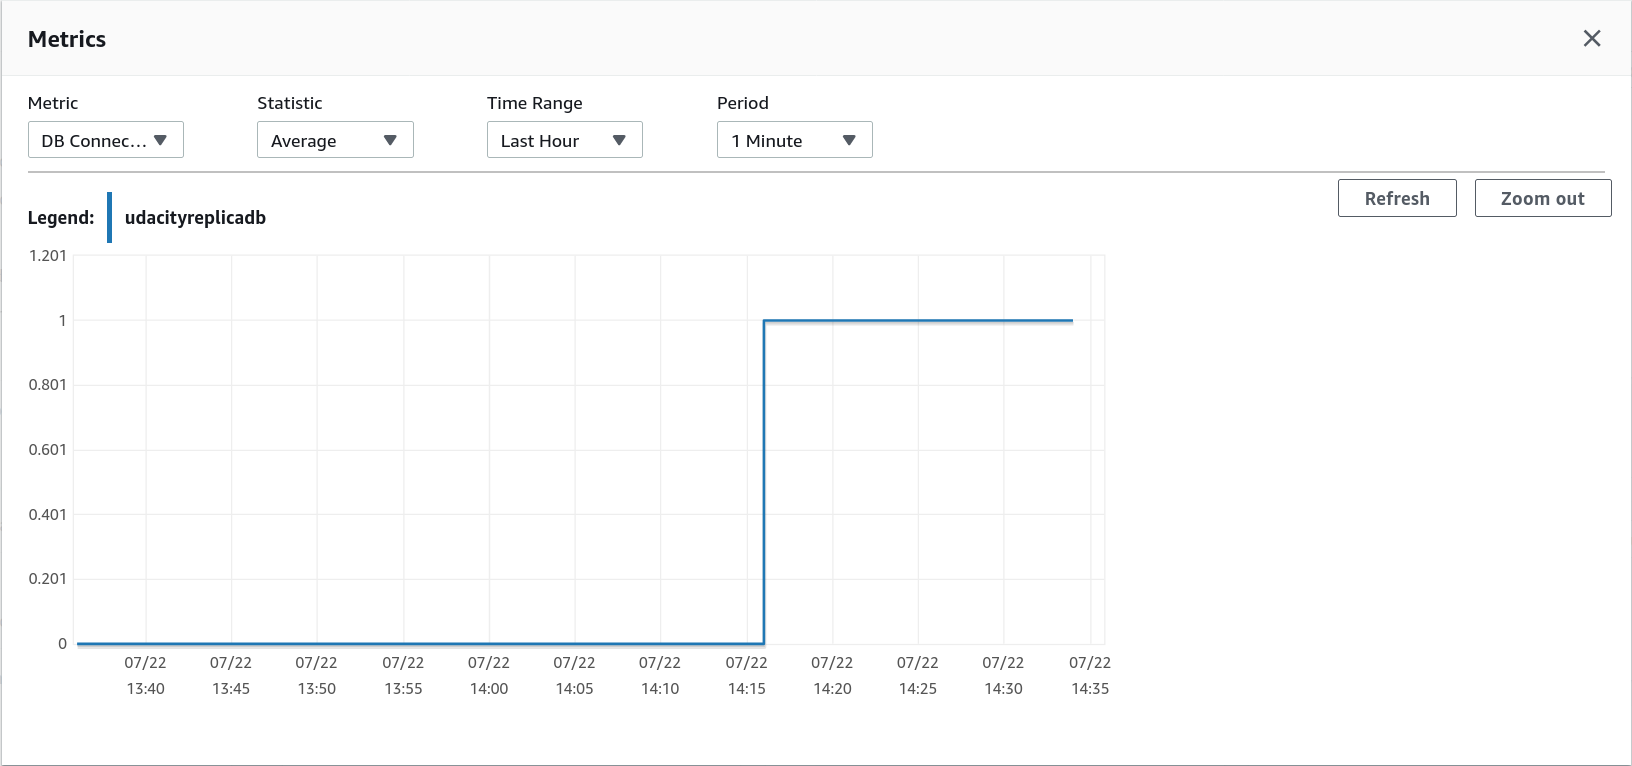 Metrics
Metric Statistic Time Range Period
DB Connec... Average Last Hour 1 Minute
Refresh Zoom out
Legend: udacityreplicadb
1.201
1
0.801
0.601
0.401
0.201
0
07/22 07/22 07/22 07/22 07/22 07/22 07/22 07/22 07/22 07/22 07/22 07/22
13:40 13:45 13:50 13:55 14:00 14:05 14:10 14:15 14:20 14:25 14:30 14:35